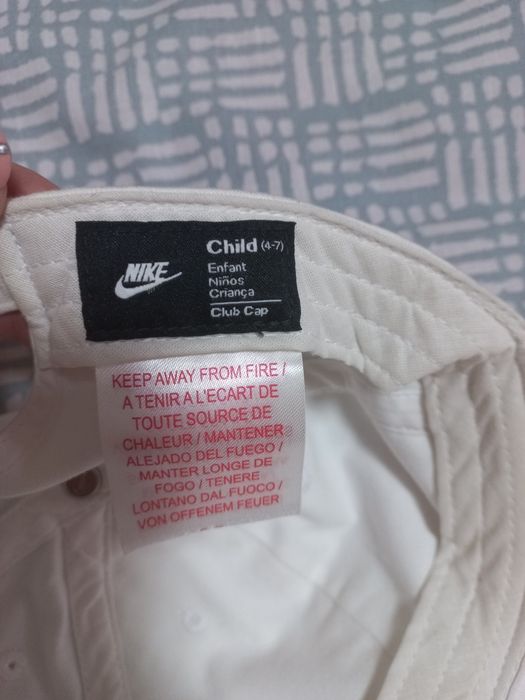 NIKE
Child (4-7)
Enfant
Niños
Criança
Club Cap
KEEP AWAY FROM FIRE /
A TENIR A L'ECART DE
TOUTE SOURCE DE
CHALEUR / MANTENER
ALEJADO DEL FUEGO /
MANTER LONGE DE
FOGO / TENERE
LONTANO DAL FUOCO /
VON OFFENEM FEUER